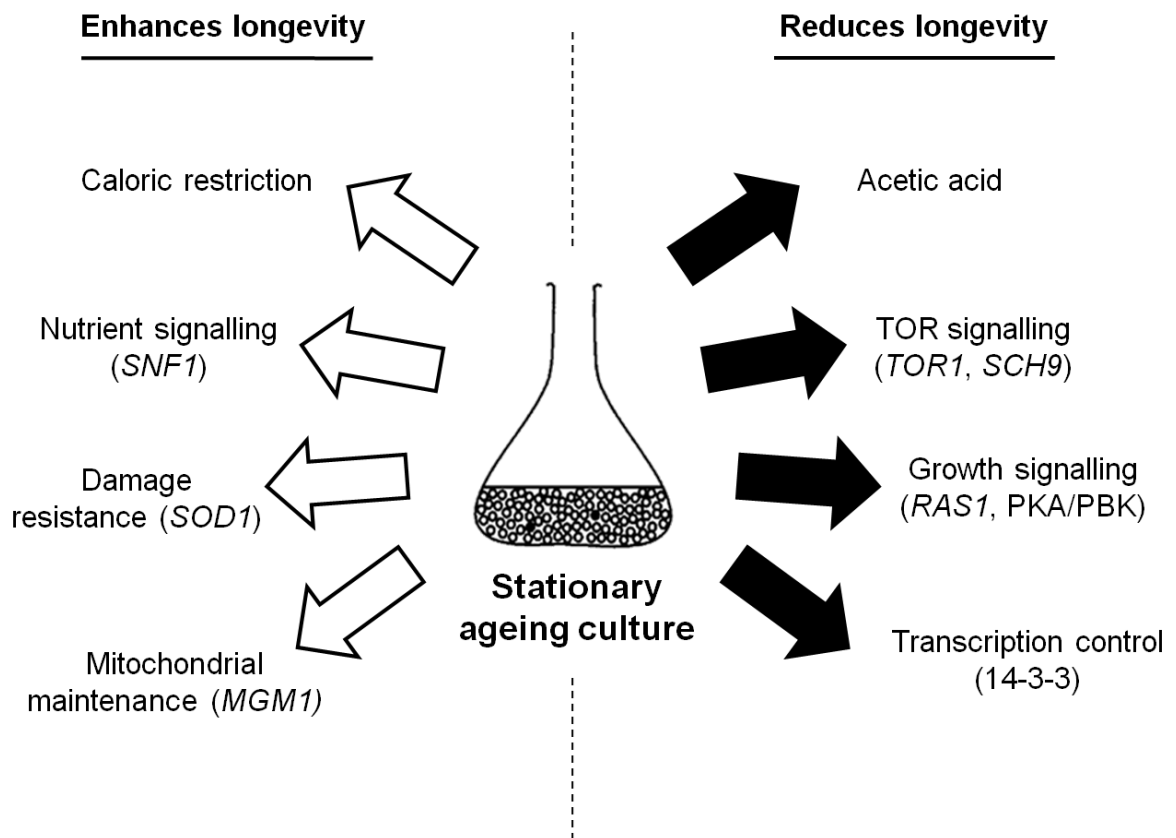 Enhances longevity
Reduces longevity
Caloric restriction
Nutrient signalling
(SNF1)
Damage
resistance (SOD1)
Mitochondrial
maintenance (MGM1)
Stationary
ageing culture
Acetic acid
TOR signalling
(TOR1, SCH9)
Growth signalling
(RAS1, PKA/PBK)
Transcription control
(14-3-3)